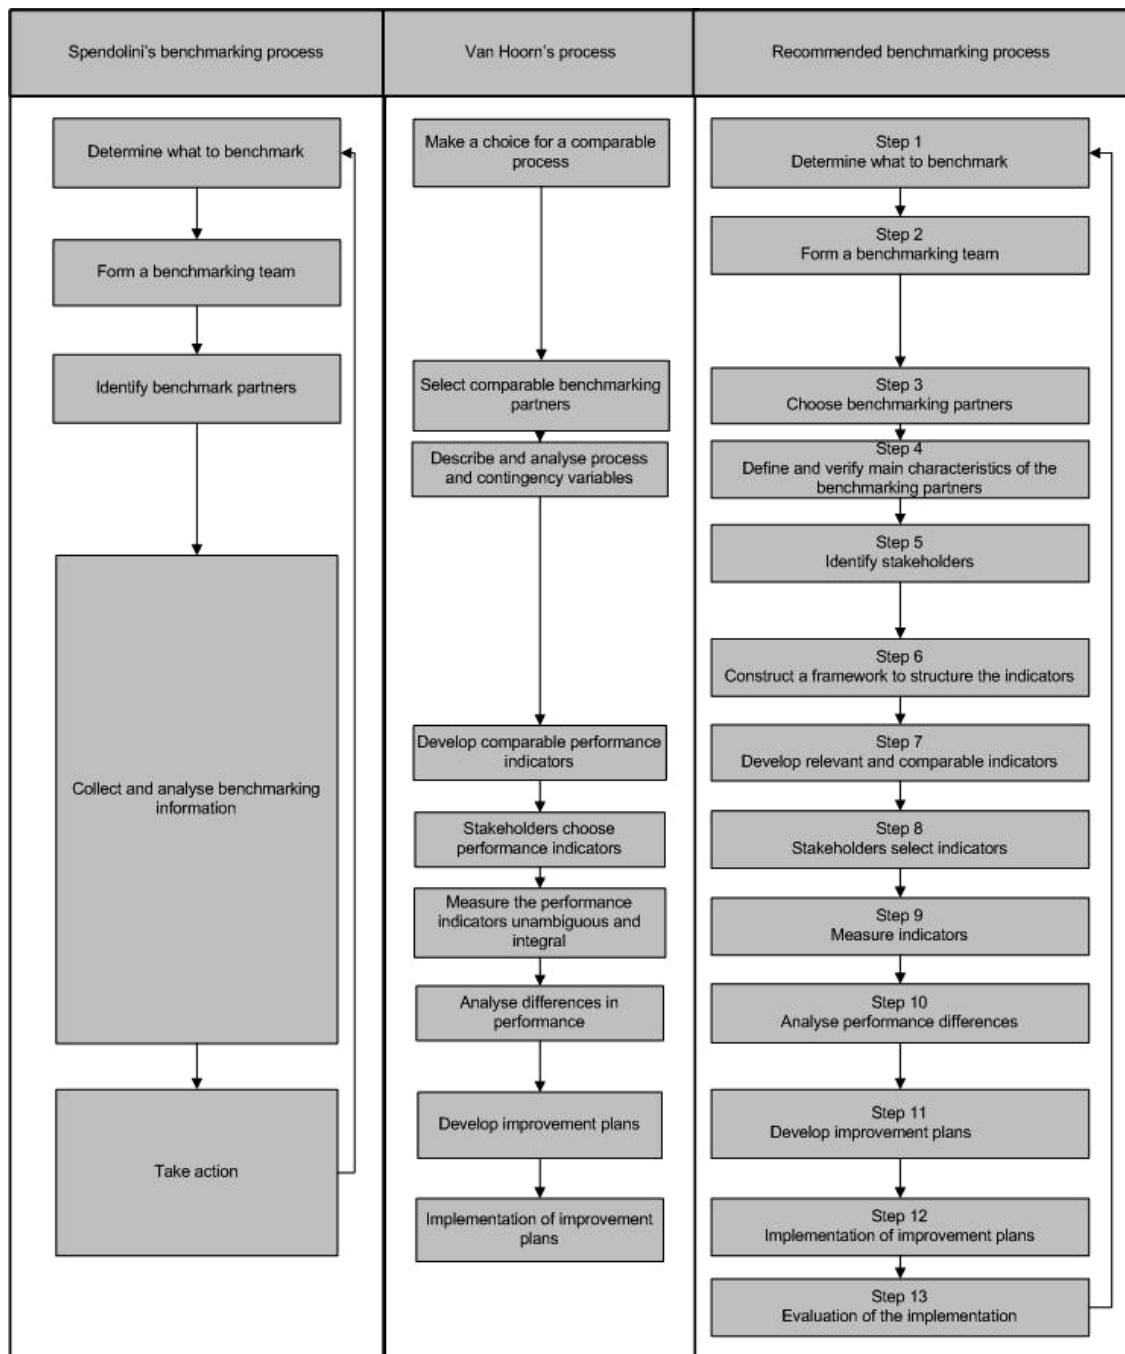 Spendolini's benchmarking process
Van Hoorn's process
Recommended benchmarking process
Determine what to benchmark
Form a benchmarking team
Identify benchmark partners
Collect and analyse benchmarking
information
Take action
Make a choice for a comparable
process
Select comparable benchmarking
partners
Describe and analyse process
and contingency variables
Develop comparable performance
indicators
Stakeholders choose
performance indicators
Measure the performance
indicators unambiguous and
integral
Analyse differences in
performance
Develop improvement plans
Implementation of improvement
plans
Step 1
Determine what to benchmark
Step 2
Form a benchmarking team
Step 3
Choose benchmarking partners
Step 4
Define and verify main characteristics of the
benchmarking partners
Step 5
Identify stakeholders
Step 6
Construct a framework to structure the indicators
Step 7
Develop relevant and comparable indicators
Step 8
Stakeholders select indicators
Step 9
Measure indicators
Step 10
Analyse performance differences
Step 11
Develop improvement plans
Step 12
Implementation of improvement plans
Step 13
Evaluation of the implementation